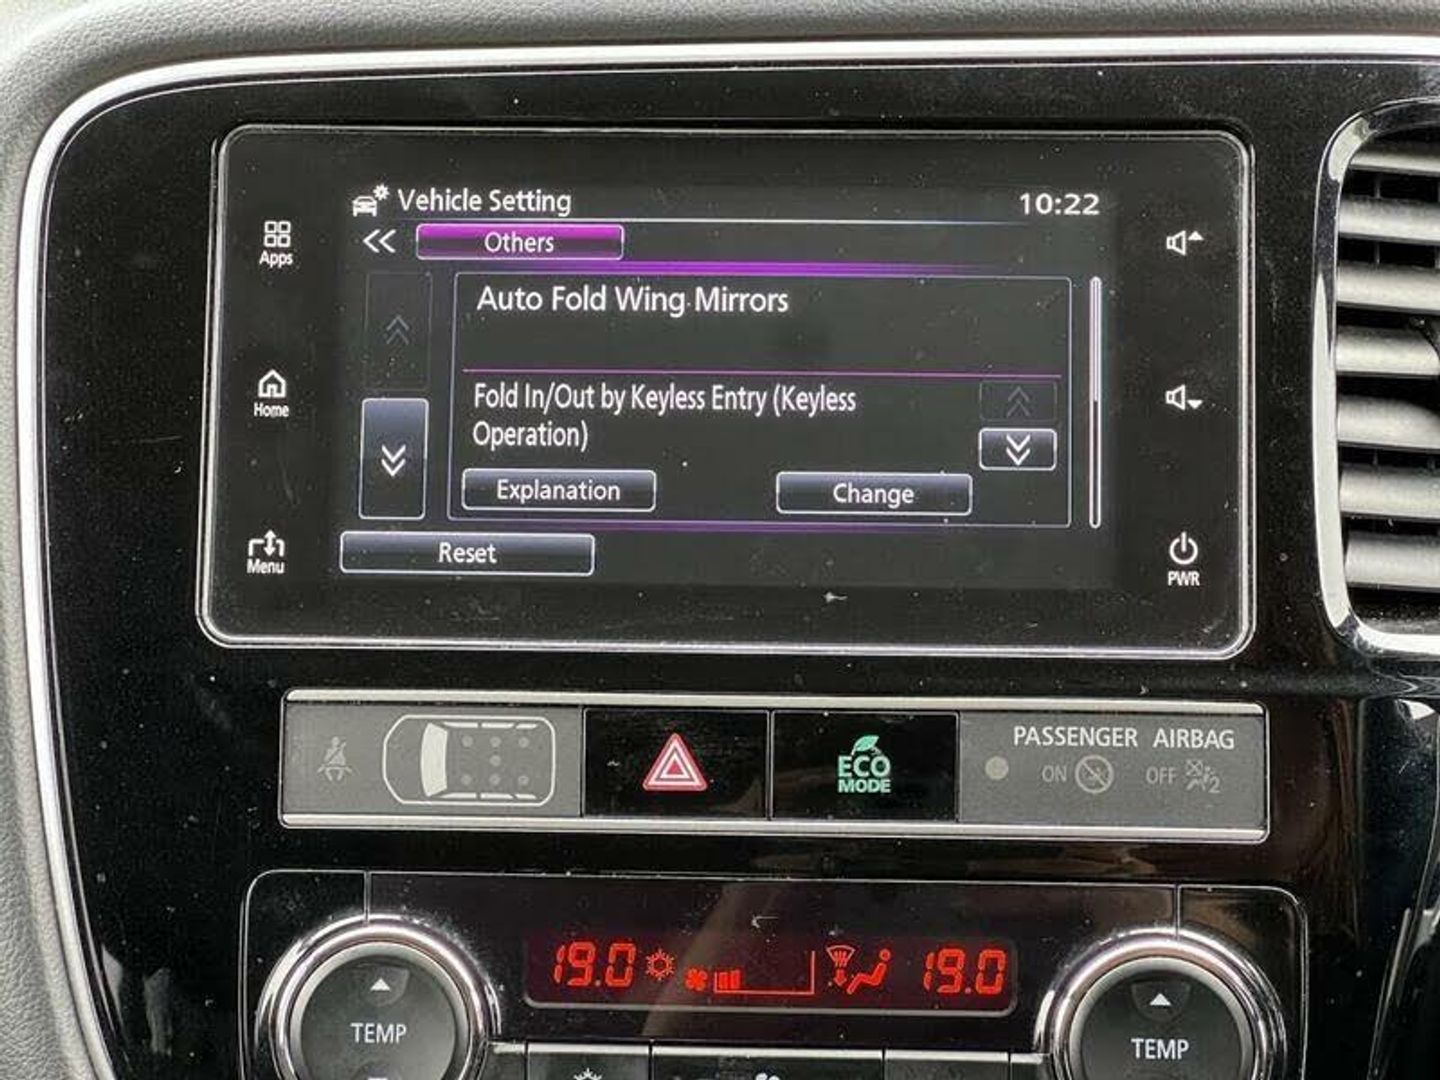 Vehicle Setting
10:22
<< Others
Apps
Auto Fold Wing Mirrors
Fold In/Out by Keyless Entry (Keyless
Operation)
Home
Explanation
Change
Reset
Menu
PWR
ECO
MODE
PASSENGER AIRBAG
ON
OFF
2
19.0
19.0
TEMP
TEMP